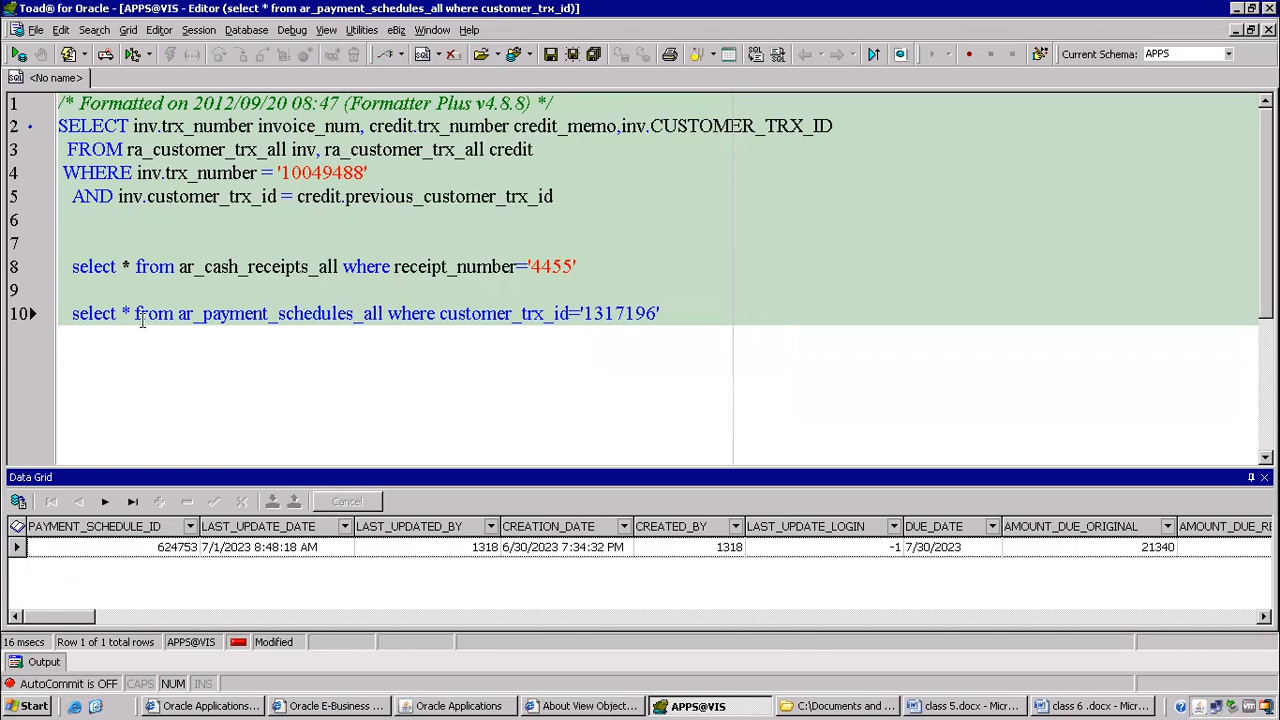 Toad® for Oracle - [APPS@VIS - Editor (select * from ar_payment_schedules_all where customer_trx_id)]
File Edit Search Grid Editor Session Database Debug View Utilities eBiz Window Help
Current Schema: APPS
<No name>
1 /* Formatted on 2012/09/20 08:47 (Formatter Plus v4.8.8) */
2 SELECT inv.trx_number invoice_num, credit.trx_number credit_memo,inv.CUSTOMER_TRX_ID
3 FROM ra_customer_trx_all inv, ra_customer_trx_all credit
4 WHERE inv.trx_number = '10049488'
5 AND inv.customer_trx_id = credit.previous_customer_trx_id
6
7
8 select * from ar_cash_receipts_all where receipt_number='4455'
9
10 select * from ar_payment_schedules_all where customer_trx_id='1317196'
Data Grid
Cancel
PAYMENT_SCHEDULE_ID LAST_UPDATE_DATE LAST_UPDATED_BY CREATION_DATE CREATED_BY LAST_UPDATE_LOGIN DUE_DATE AMOUNT_DUE_ORIGINAL AMOUNT_DUE_RE
624753 7/1/2023 8:48:18 AM 1318 6/30/2023 7:34:32 PM 1318 -1 7/30/2023 21340
16 msecs Row 1 of 1 total rows APPS@VIS Modified
Output
AutoCommit is OFF CAPS NUM INS
Start Oracle Applications... Oracle E-Business ... Oracle Applications About View Object... APPS@VIS C:\Documents and ... class 5.docx - Micr... class 6 .docx - Mic...